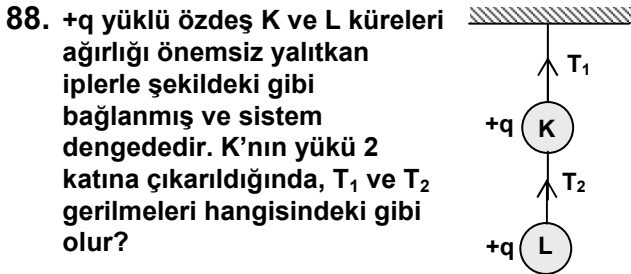 88. +q yüklü özdeş K ve L küreleri
ağırlığı önemsiz yalıtkan
iplerle şekildeki gibi
bağlanmış ve sistem
dengededir. K’nın yükü 2
katına çıkarıldığında, T₁ ve T₂
gerilmeleri hangisindeki gibi
olur?
T₁
+q K
T₂
+q L